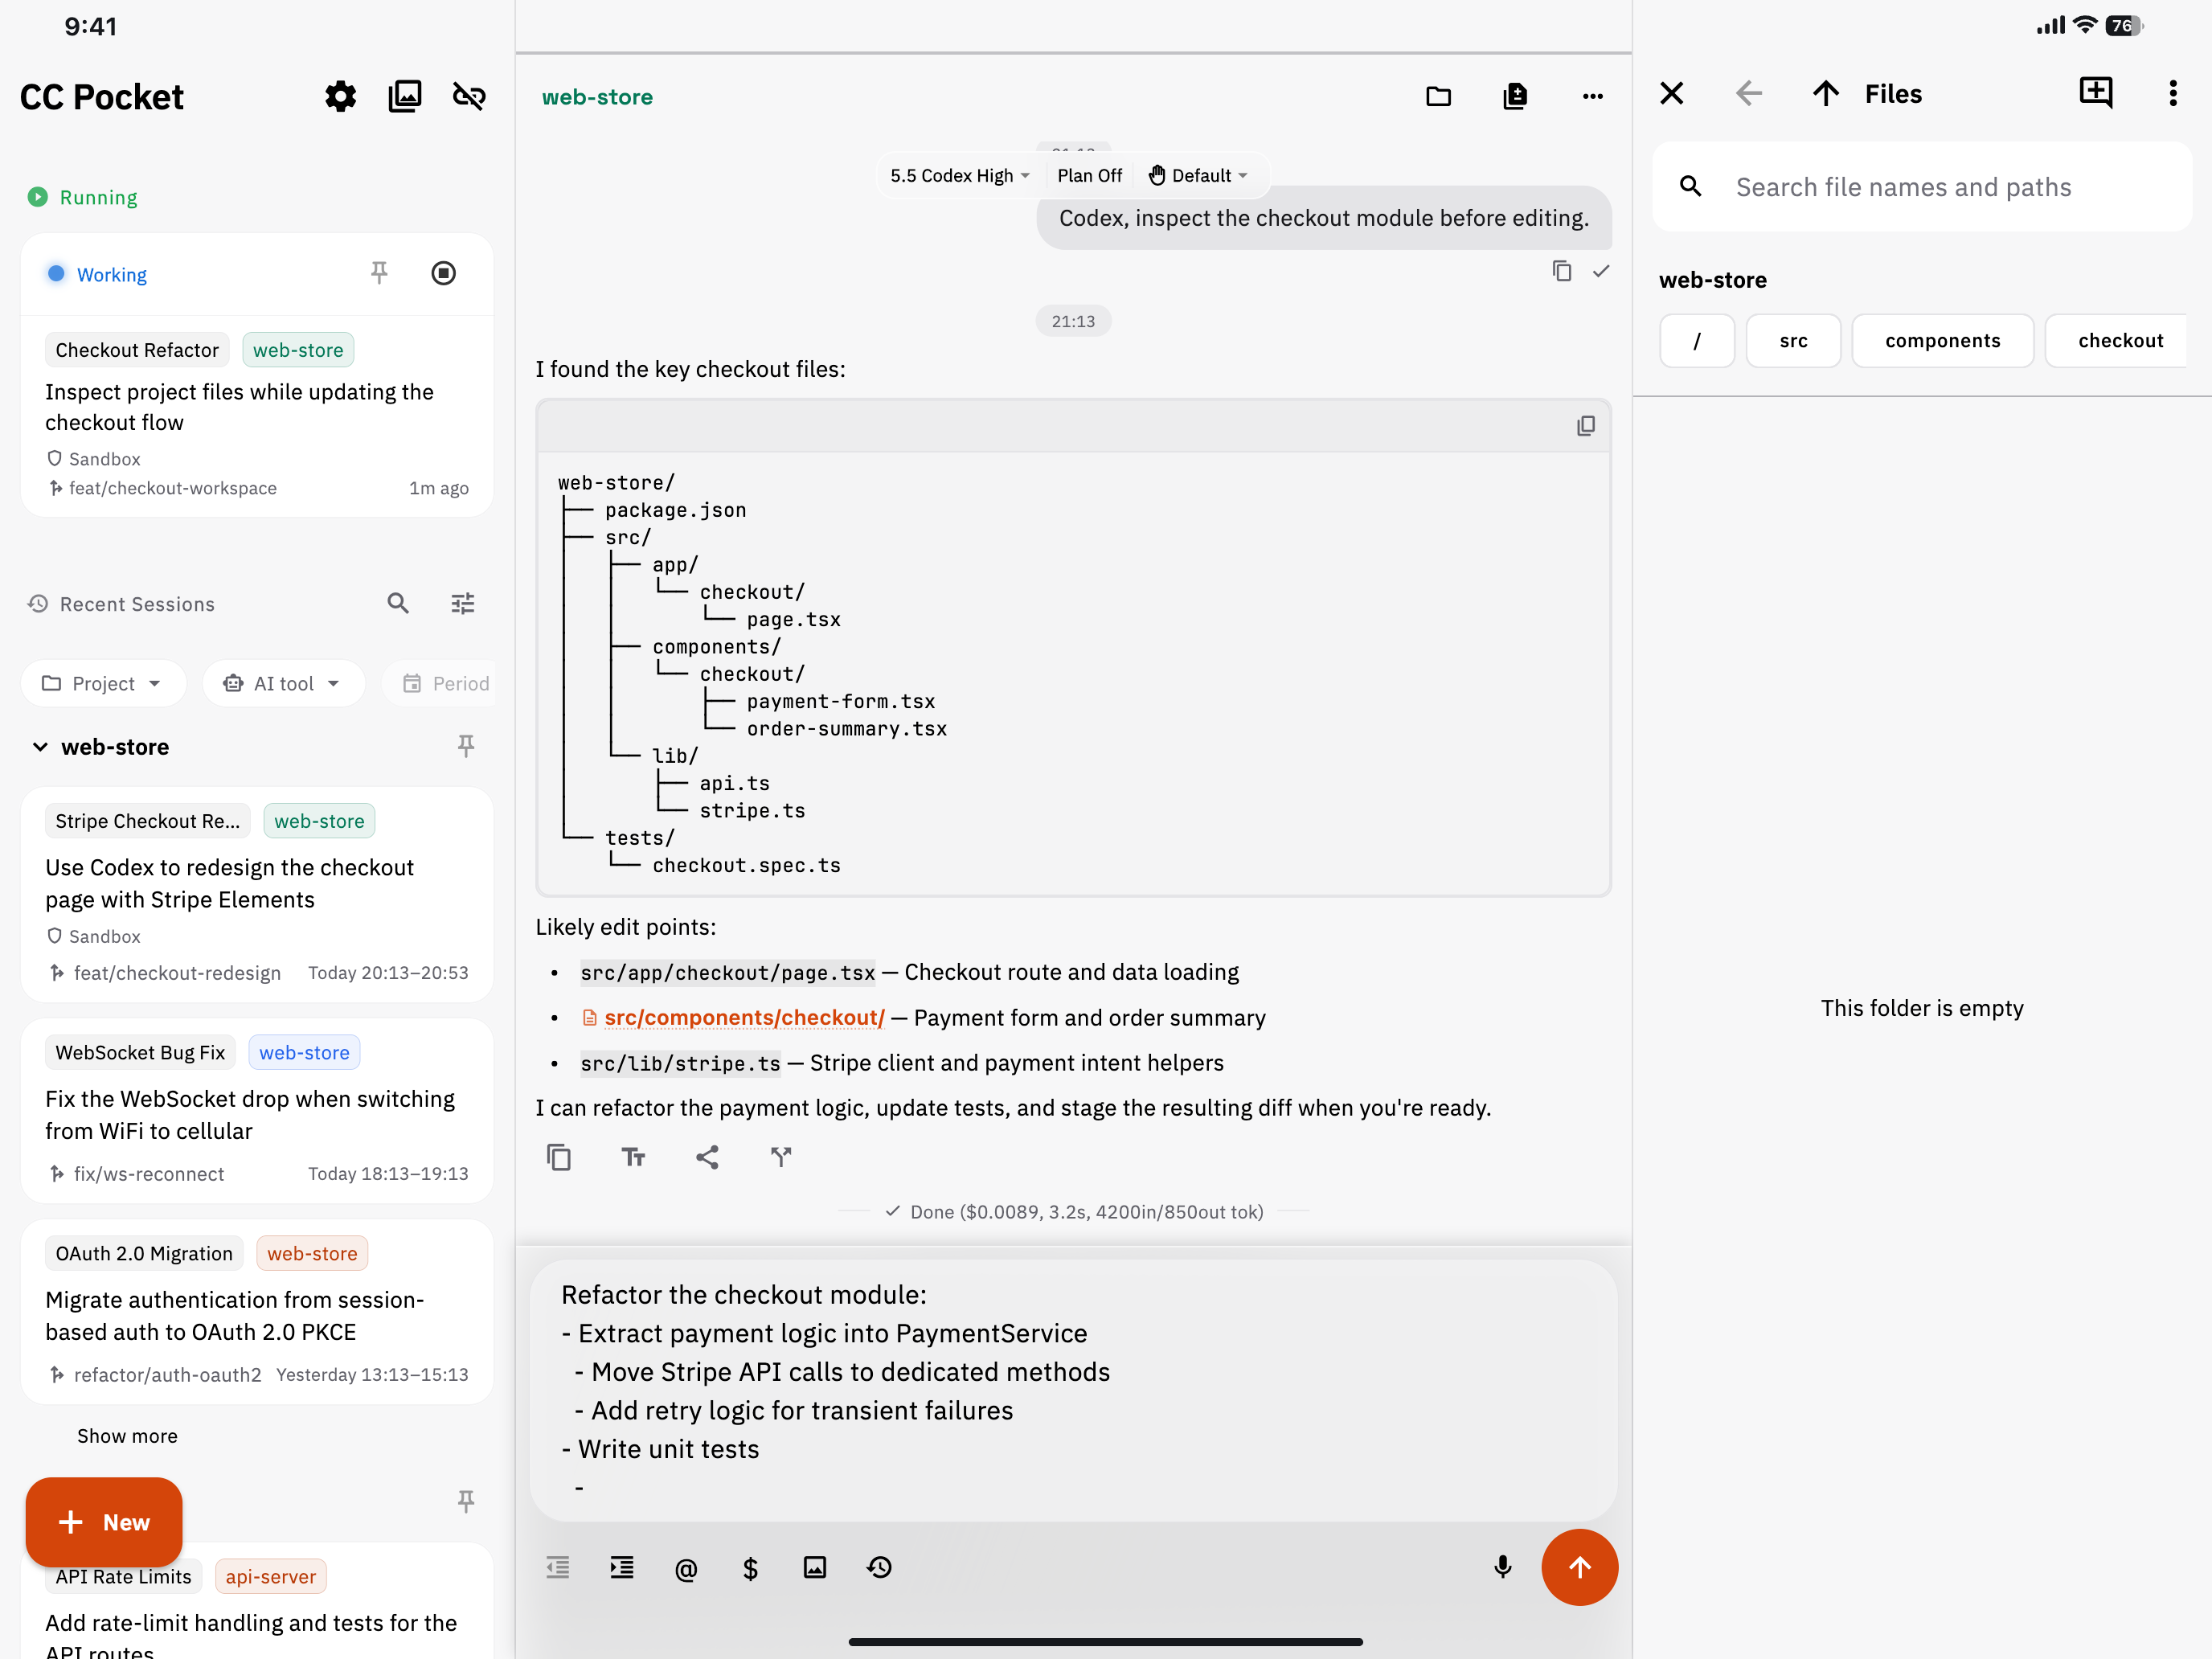 9:41
CC Pocket
Running
Working
Checkout Refactor web-store
Inspect project files while updating the
checkout flow
Sandbox
feat/checkout-workspace 1m ago
Recent Sessions
Project AI tool Period
web-store
Stripe Checkout Re... web-store
Use Codex to redesign the checkout
page with Stripe Elements
Sandbox
feat/checkout-redesign Today 20:13–20:53
WebSocket Bug Fix web-store
Fix the WebSocket drop when switching
from WiFi to cellular
fix/ws-reconnect Today 18:13–19:13
OAuth 2.0 Migration web-store
Migrate authentication from session-
based auth to OAuth 2.0 PKCE
refactor/auth-oauth2 Yesterday 13:13–15:13
Show more
+ New
API Rate Limits api-server
Add rate-limit handling and tests for the
API routes
web-store
5.5 Codex High Plan Off Default
Codex, inspect the checkout module before editing.
21:13
I found the key checkout files:
web-store/
├── package.json
├── src/
│   ├── app/
│   │   └── checkout/
│   │       └── page.tsx
│   ├── components/
│   │   └── checkout/
│   │       ├── payment-form.tsx
│   │       └── order-summary.tsx
│   └── lib/
│       ├── api.ts
│       └── stripe.ts
└── tests/
    └── checkout.spec.ts
Likely edit points:
• src/app/checkout/page.tsx — Checkout route and data loading
• src/components/checkout/ — Payment form and order summary
• src/lib/stripe.ts — Stripe client and payment intent helpers
I can refactor the payment logic, update tests, and stage the resulting diff when you're ready.
Tт
Done ($0.0089, 3.2s, 4200in/850out tok)
Refactor the checkout module:
- Extract payment logic into PaymentService
  - Move Stripe API calls to dedicated methods
  - Add retry logic for transient failures
- Write unit tests
  -
@ $
76
Files
Search file names and paths
web-store
/ src components checkout
This folder is empty